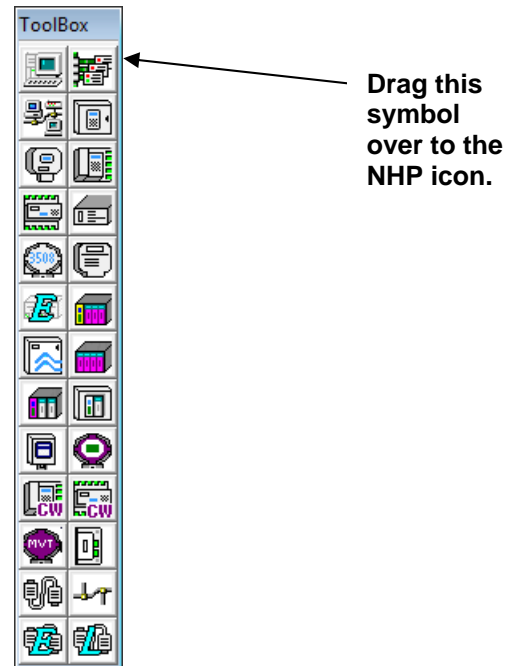 ToolBox
Drag this
symbol
over to the
NHP icon.
3508
E
CW
CW
MVT
E
L